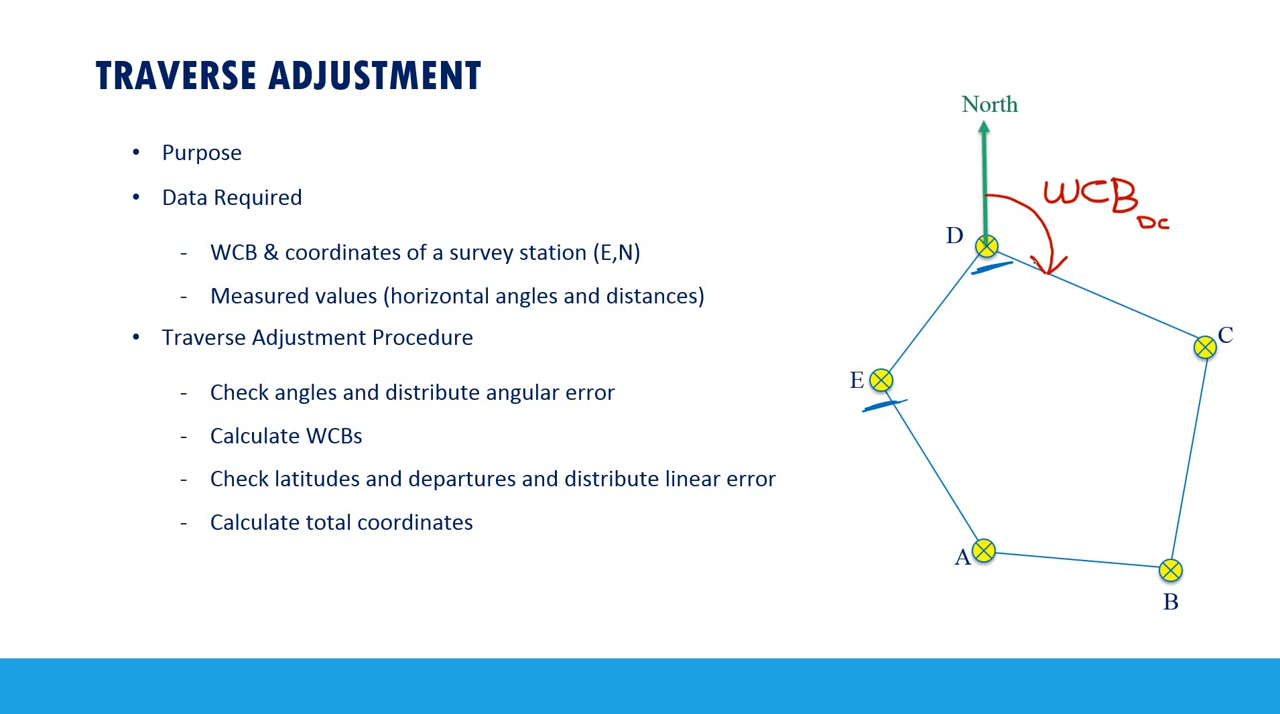 TRAVERSE ADJUSTMENT
• Purpose
• Data Required
- WCB & coordinates of a survey station (E,N)
- Measured values (horizontal angles and distances)
• Traverse Adjustment Procedure
- Check angles and distribute angular error
- Calculate WCBs
- Check latitudes and departures and distribute linear error
- Calculate total coordinates
North
WCB DC
D
C
E
A
B